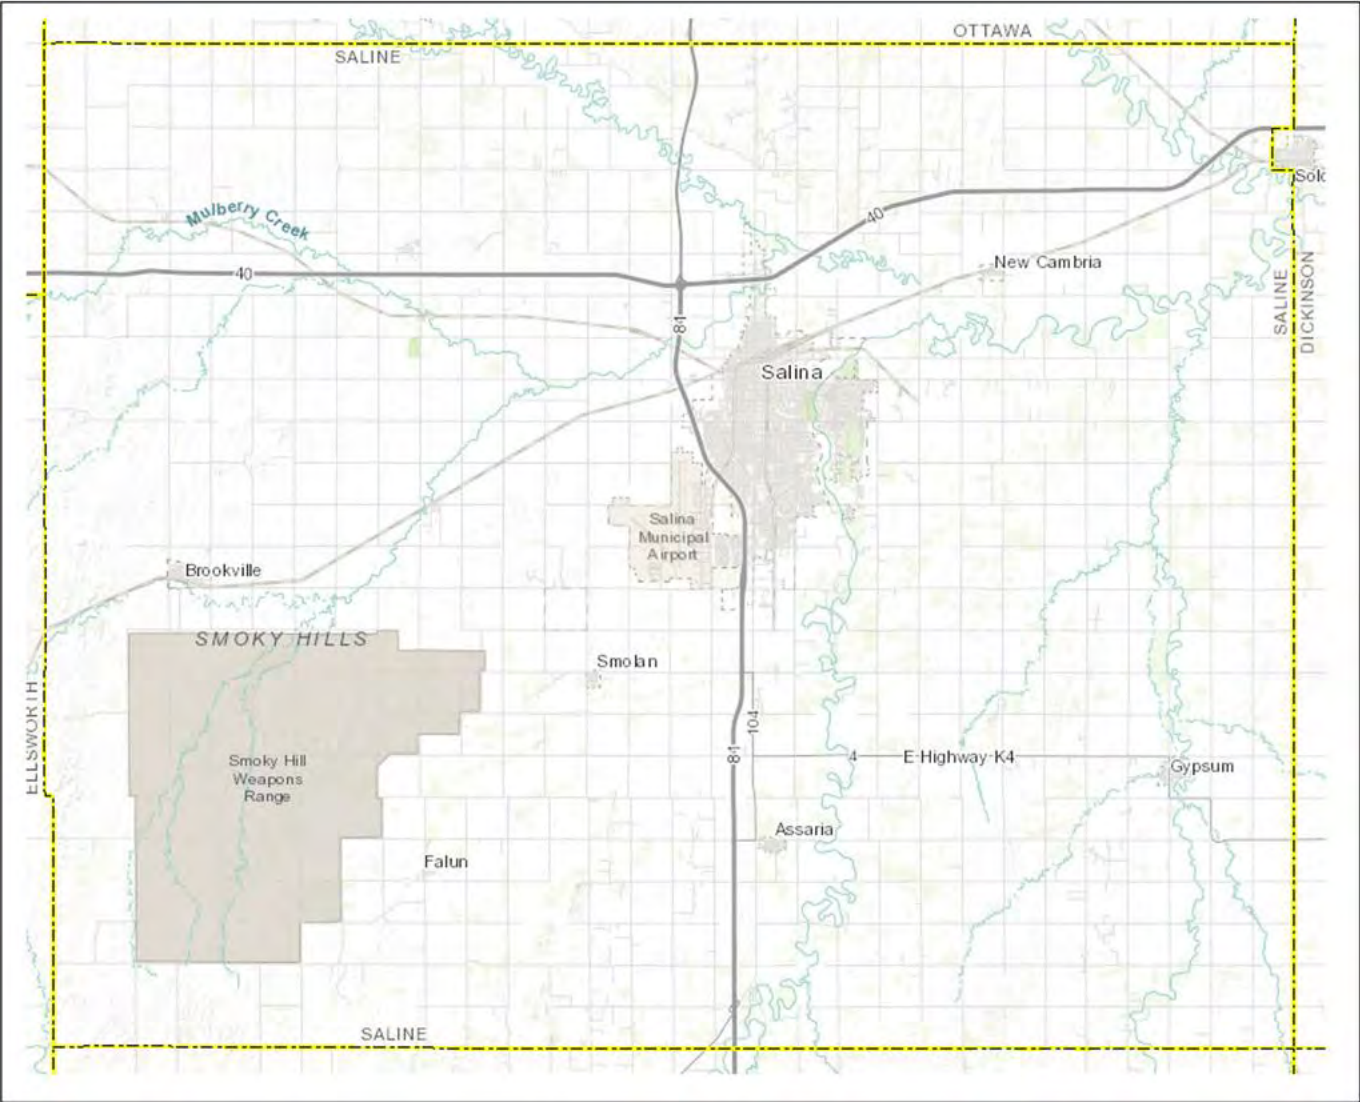 OTTAWA
SALINE
Sok
Mulberry Creek
40
40
New Cambria
SALINE
DICKINSON
81
Salina
Salina
Municipal
Airport
Brookville
SMOKY HILLS
Smolan
ELLSWORTH
104
81
4
E Highway K4
Smoky Hill
Weapons
Range
Gypsum
Assaria
Falun
SALINE